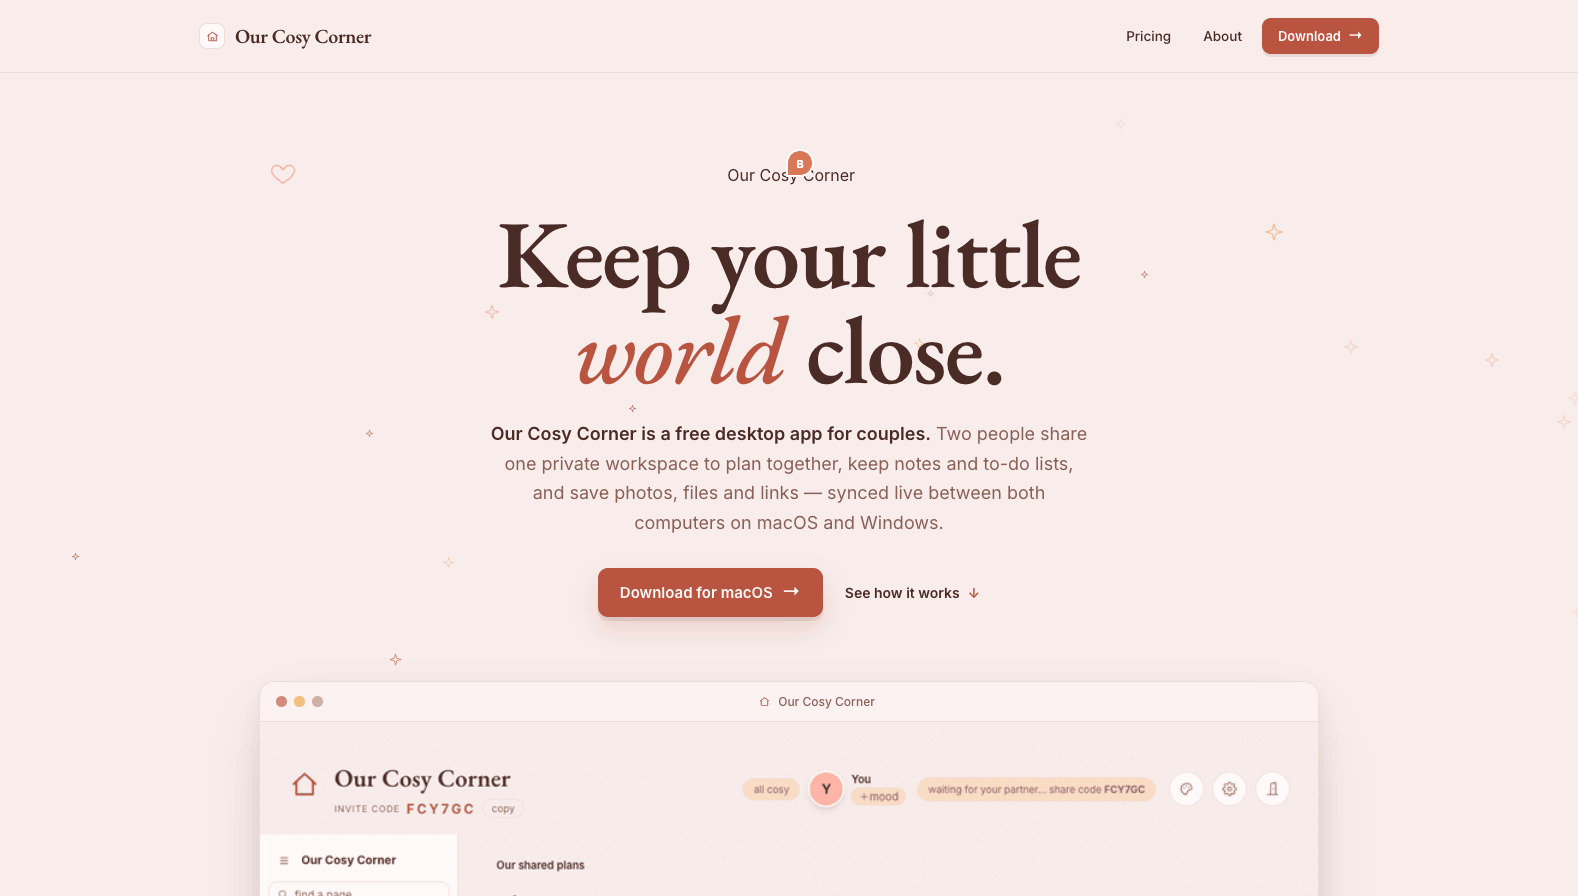 Our Cosy Corner
Pricing
About
Download →
B
Our Cosy Corner
Keep your little
world close.
Our Cosy Corner is a free desktop app for couples. Two people share
one private workspace to plan together, keep notes and to-do lists,
and save photos, files and links — synced live between both
computers on macOS and Windows.
Download for macOS →
See how it works ↓
Our Cosy Corner
Our Cosy Corner
INVITE CODE FCY7GC copy
all cosy
Y
You
+ mood
waiting for your partner... share code FCY7GC
Our Cosy Corner
Our shared plans
find a page